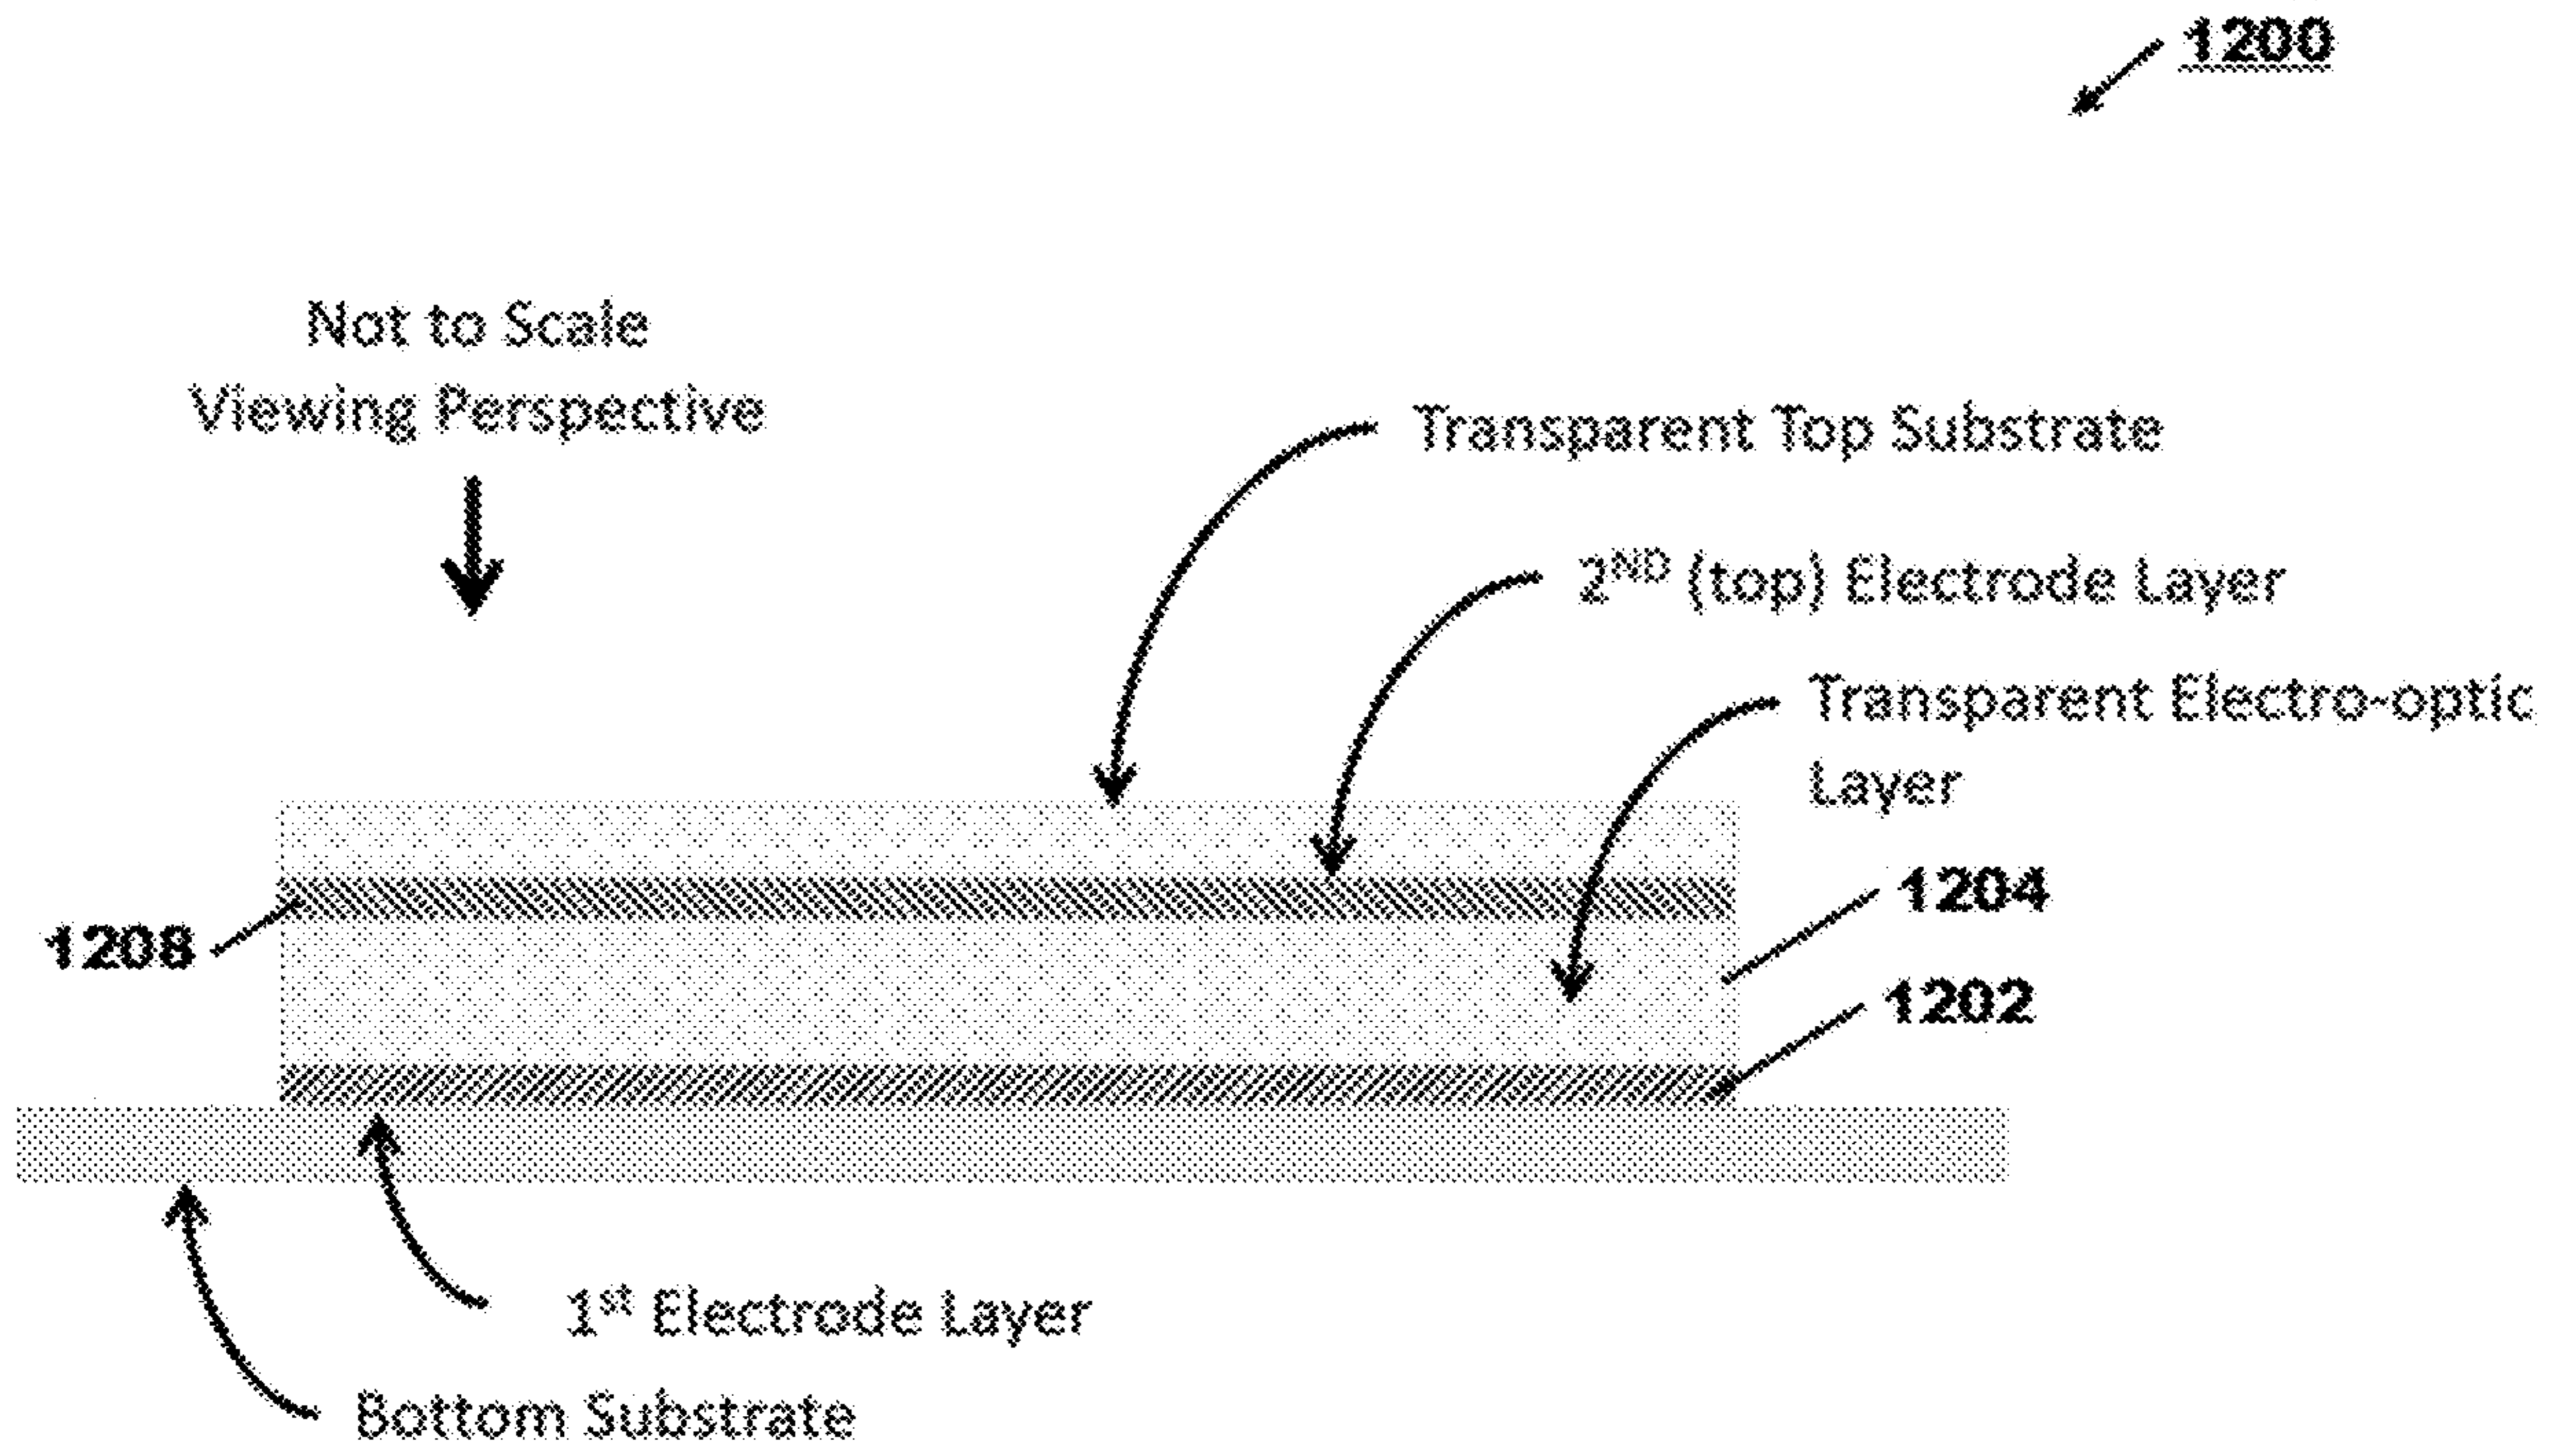 1200
Not to Scale
Viewing Perspective
Transparent Top Substrate
2ND (top) Electrode Layer
Transparent Electro-optic
Layer
1204
1208
1202
1st Electrode Layer
Bottom Substrate